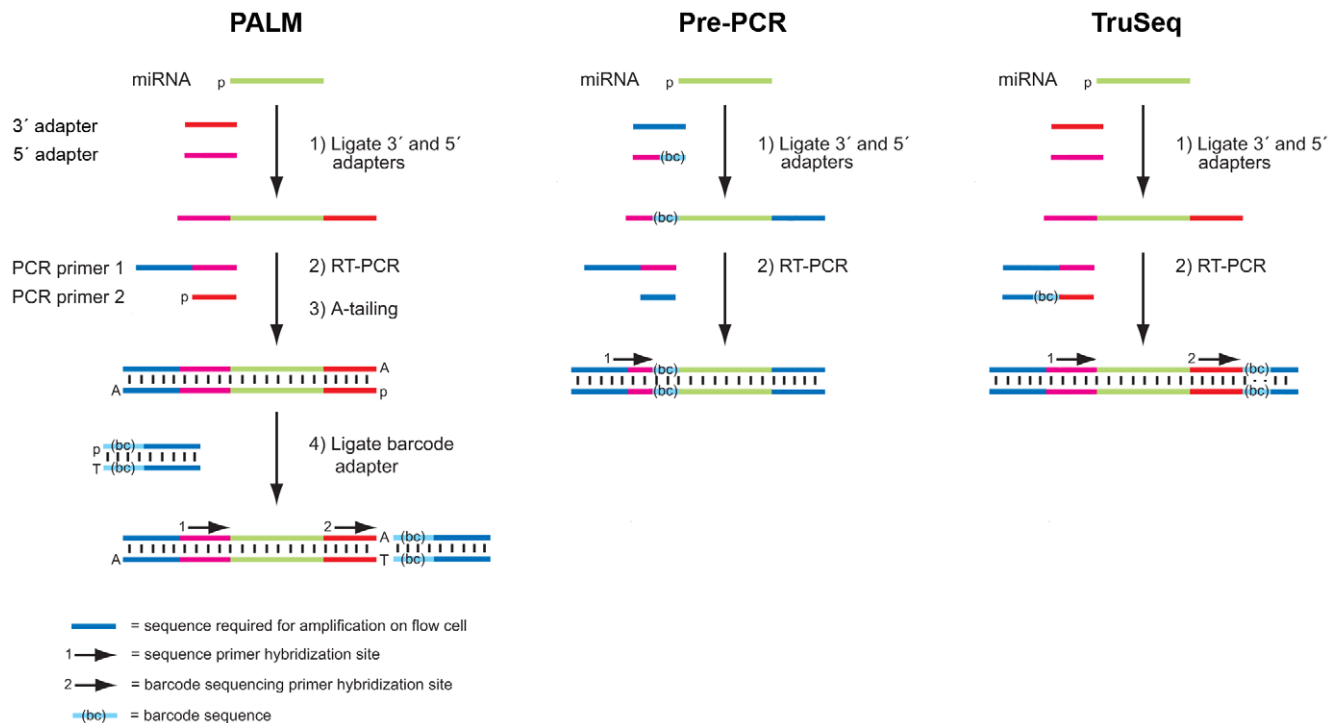 PALM
Pre-PCR
TruSeq
miRNA
p
3´ adapter
5´ adapter
1) Ligate 3´ and 5´
adapters
PCR primer 1
PCR primer 2
p
2) RT-PCR
3) A-tailing
A
A
p
p (bc)
T (bc)
4) Ligate barcode
adapter
1
2
A (bc)
A
T (bc)
miRNA
p
(bc)
1) Ligate 3´ and 5´
adapters
(bc)
2) RT-PCR
1
(bc)
(bc)
miRNA
p
1) Ligate 3´ and 5´
adapters
2) RT-PCR
(bc)
1
2
(bc)
(bc)
= sequence required for amplification on flow cell
1 = sequence primer hybridization site
2 = barcode sequencing primer hybridization site
(bc) = barcode sequence